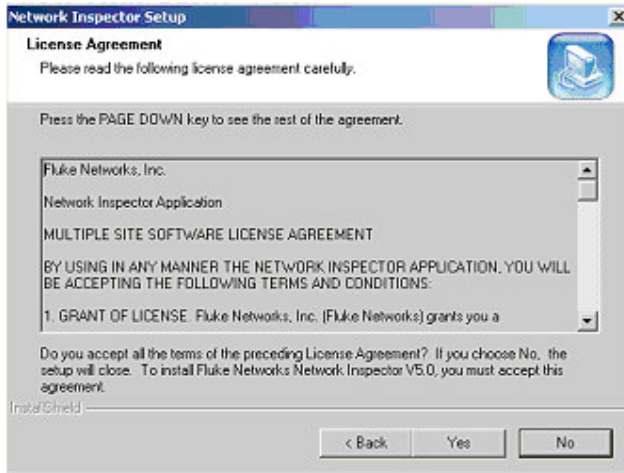 Network Inspector Setup
License Agreement
Please read the following license agreement carefully.
Press the PAGE DOWN key to see the rest of the agreement.
Fluke Networks, Inc.
Network Inspector Application
MULTIPLE SITE SOFTWARE LICENSE AGREEMENT
BY USING IN ANY MANNER THE NETWORK INSPECTOR APPLICATION, YOU WILL
BE ACCEPTING THE FOLLOWING TERMS AND CONDITIONS:
1. GRANT OF LICENSE. Fluke Networks, Inc. (Fluke Networks) grants you a
Do you accept all the terms of the preceding License Agreement? If you choose No, the
setup will close. To install Fluke Networks Network Inspector V5.0, you must accept this
agreement.
InstallShield
< Back
Yes
No